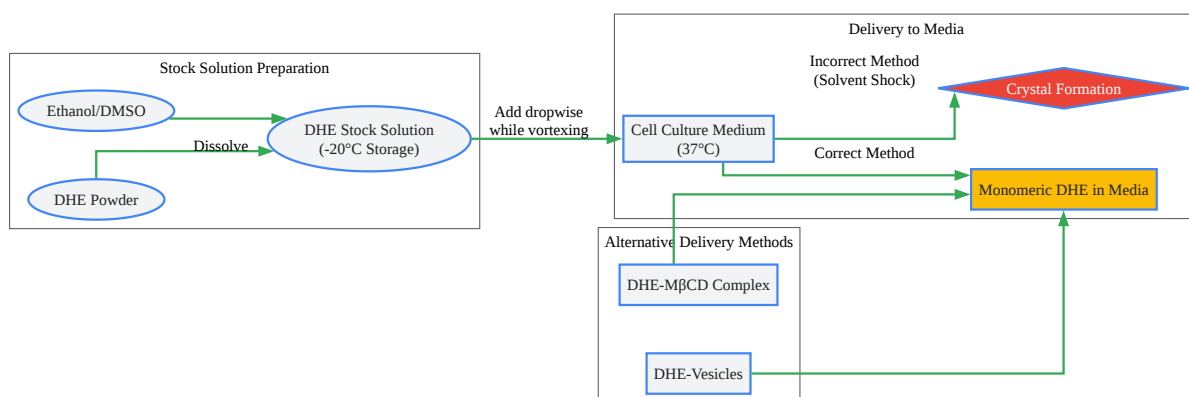 Stock Solution Preparation
Ethanol/DMSO
DHE Powder
Dissolve
DHE Stock Solution
(-20°C Storage)
Add dropwise
while vortexing
Delivery to Media
Cell Culture Medium
(37°C)
Incorrect Method
(Solvent Shock)
Crystal Formation
Correct Method
Monomeric DHE in Media
Alternative Delivery Methods
DHE-MβCD Complex
DHE-Vesicles